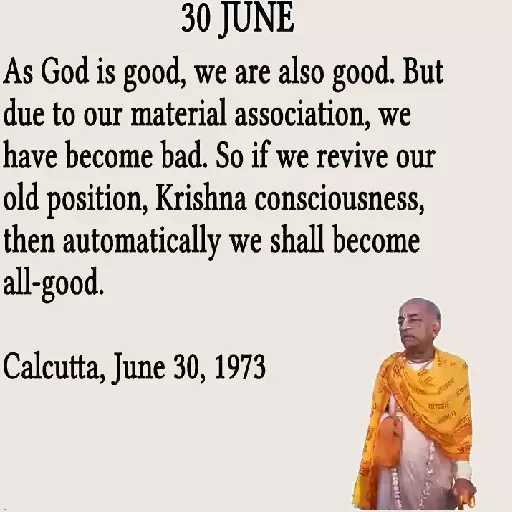 30 JUNE
As God is good, we are also good. But
due to our material association, we
have become bad. So if we revive our
old position, Krishna consciousness,
then automatically we shall become
all-good.
Calcutta, June 30, 1973